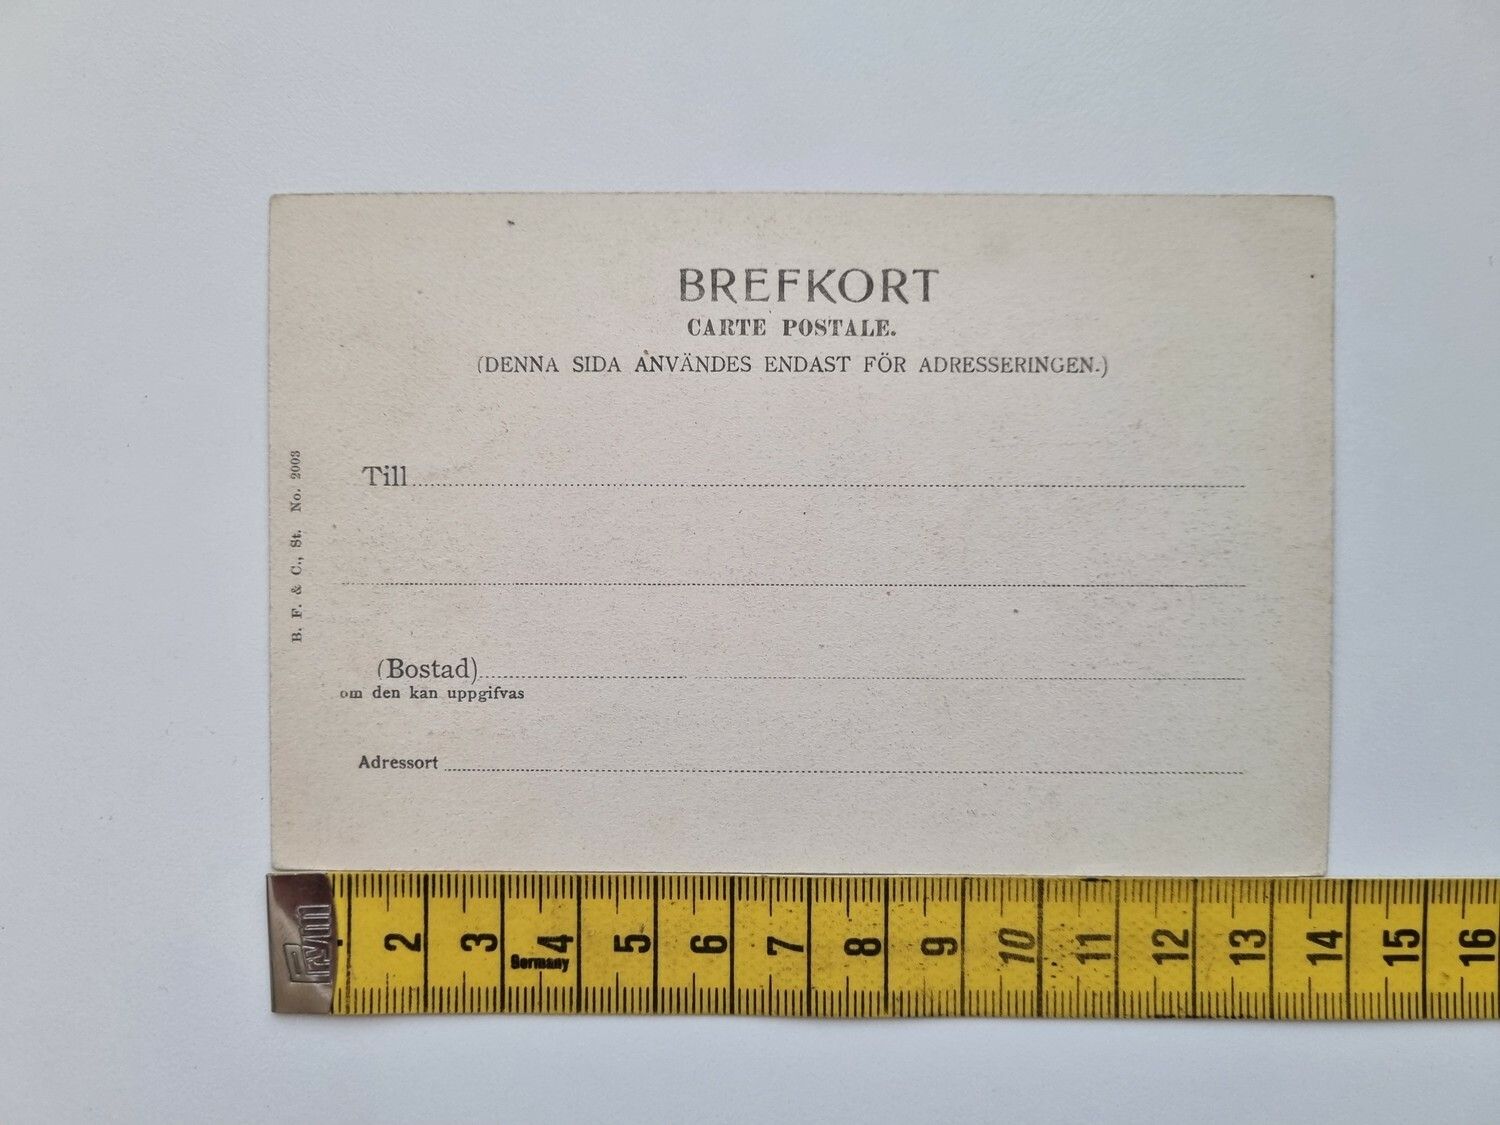 BREFKORT
CARTE POSTALE.
(DENNA SIDA ANVÄNDES ENDAST FÖR ADRESSERINGEN.)
Till
(Bostad)
om den kan uppgifvas
Adressort
B. F. & C., St. No. 2003
Prym
2 3 4 5 6 7 8 9 10 11 12 13 14 15 16
Germany